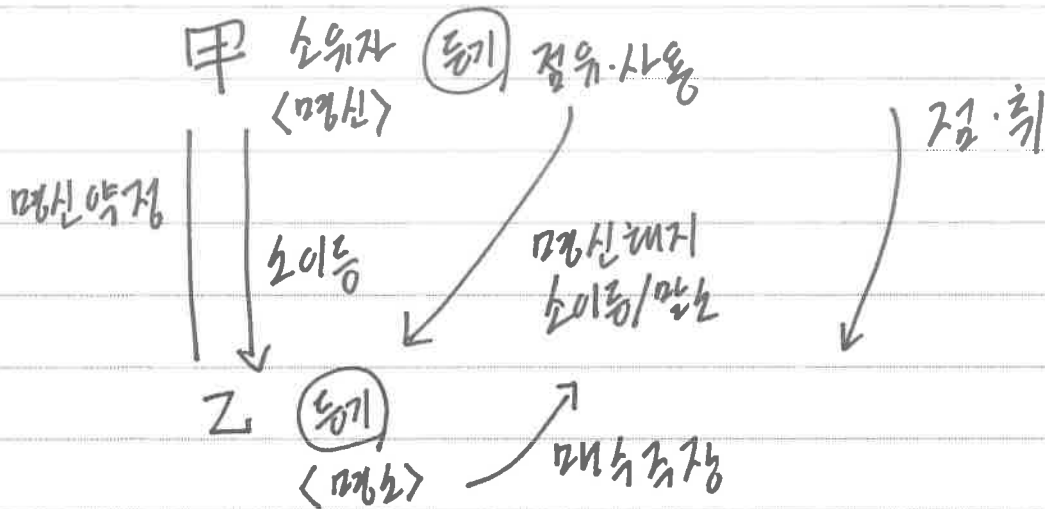 甲 소유자 등기 점유·사용
<명신>
점·취
명신약정
소이등
명신해지
소이등/말소
乙 등기
<명수>
매수주장